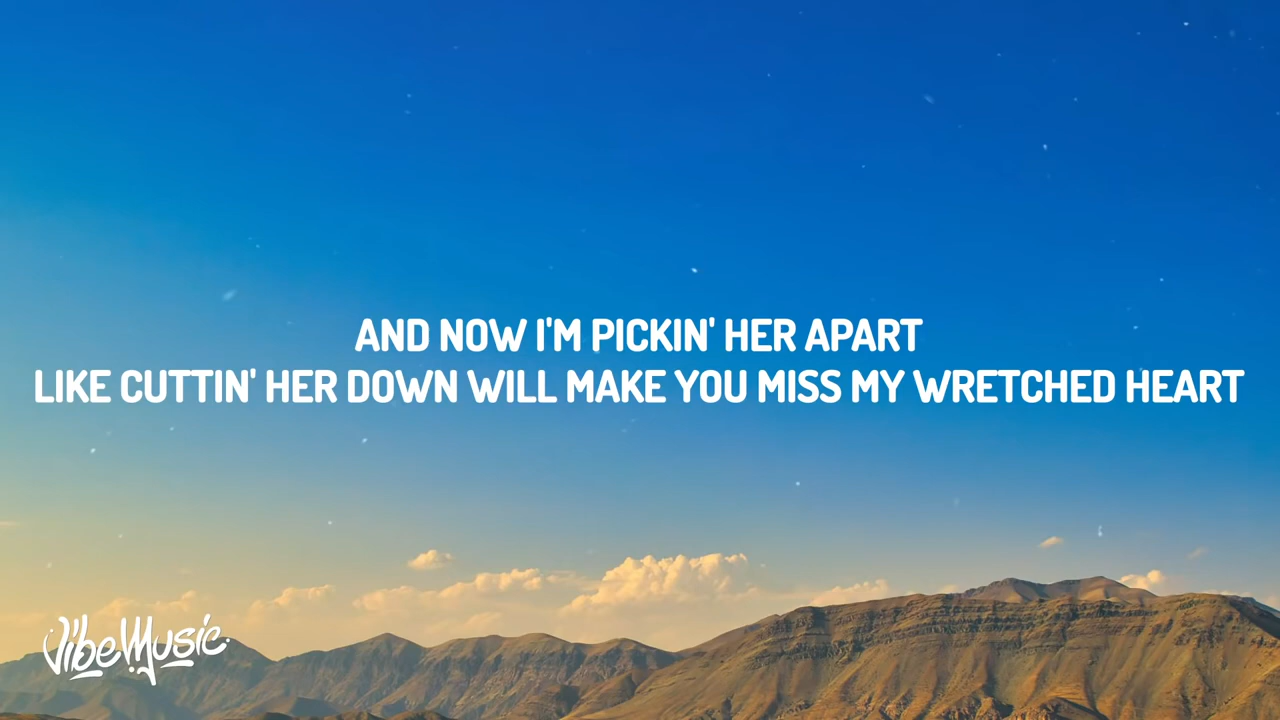 AND NOW I'M PICKIN' HER APART
LIKE CUTTIN' HER DOWN WILL MAKE YOU MISS MY WRETCHED HEART
VibeMusic